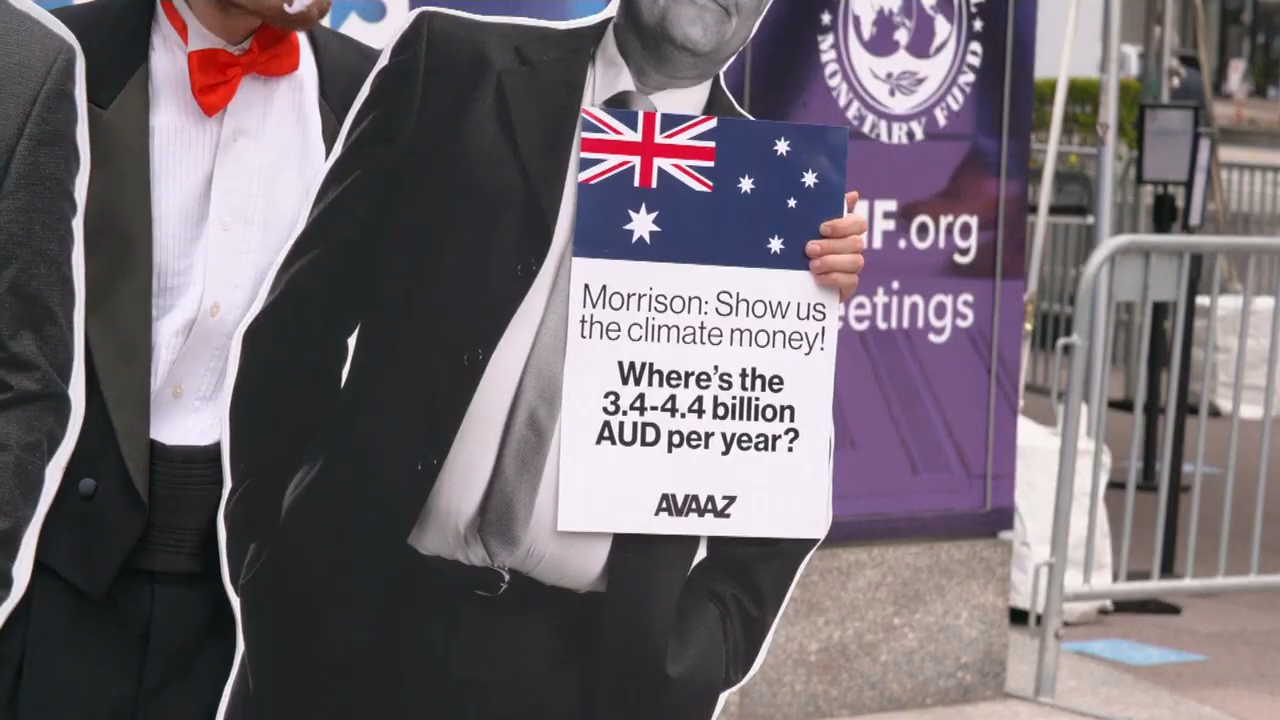 MONETARY FUND
F.org
eetings
Morrison: Show us
the climate money!
Where's the
3.4-4.4 billion
AUD per year?
AVAAZ